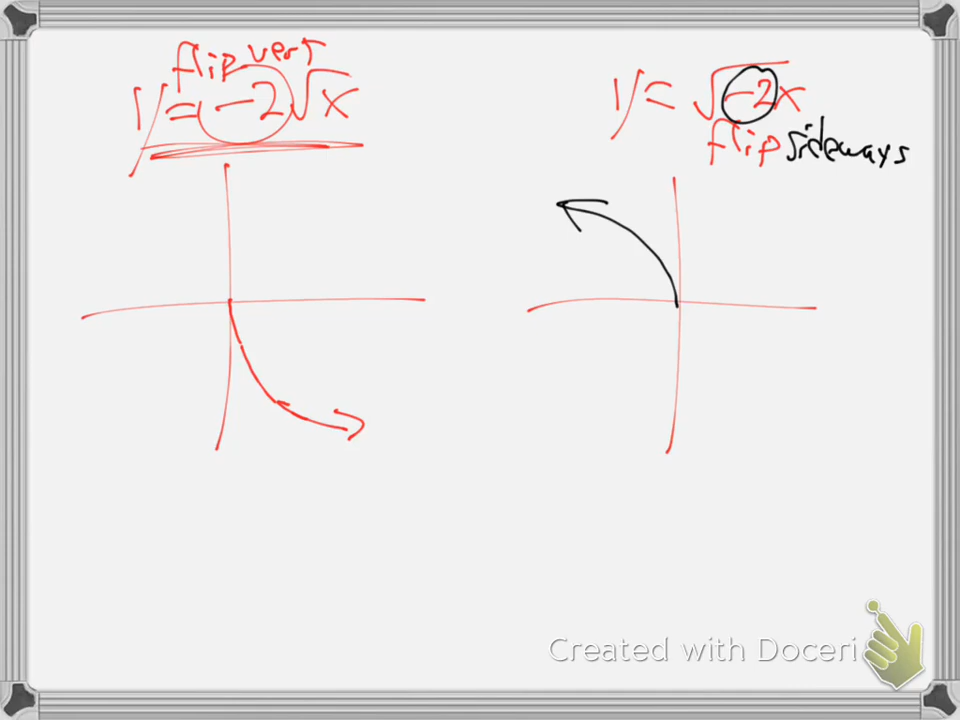 flip vert
y = -2√x
y = √-2x
flip sideways
Created with Doceri